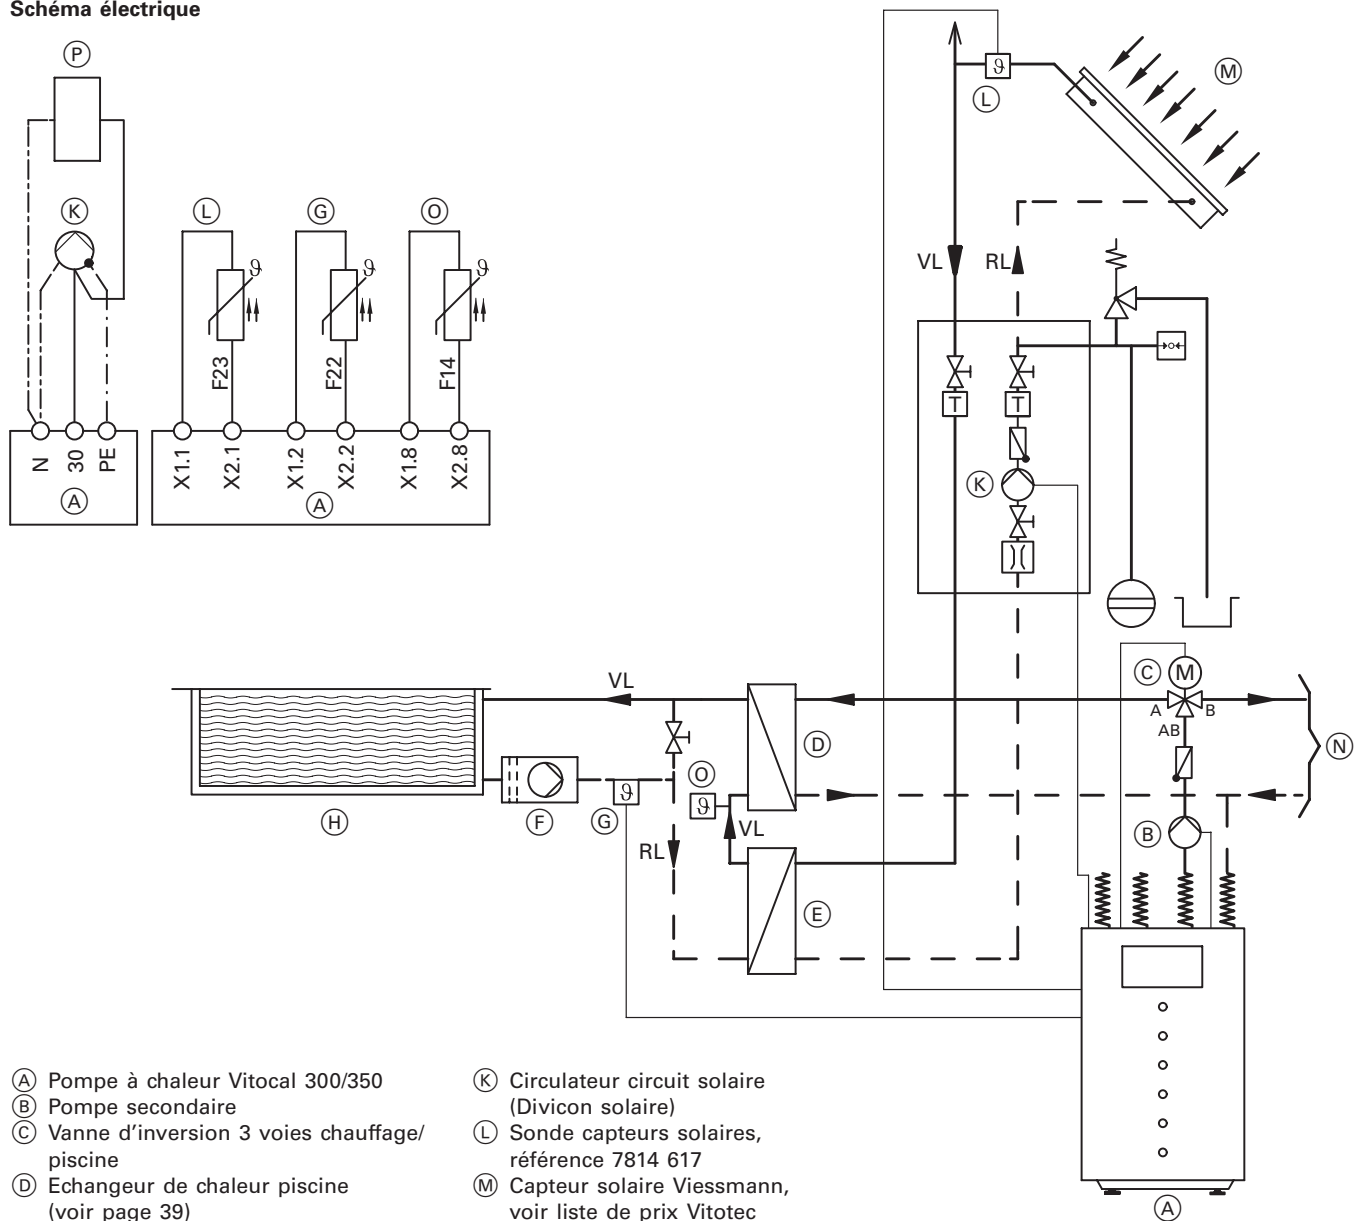 Schéma électrique
P
K
L
G
O
ϑ
ϑ
ϑ
F23
F22
F14
N
30
PE
X1.1
X2.1
X1.2
X2.2
X1.8
X2.8
A
A
ϑ
L
M
VL
RL
T
T
K
VL
C
M
A
B
AB
N
D
O
ϑ
ϑ
H
F
G
VL
B
RL
E
A
A Pompe à chaleur Vitocal 300/350
B Pompe secondaire
C Vanne d'inversion 3 voies chauffage/
piscine
D Echangeur de chaleur piscine
(voir page 39)
K Circulateur circuit solaire
(Divicon solaire)
L Sonde capteurs solaires,
référence 7814 617
M Capteur solaire Viessmann,
voir liste de prix Vitotec